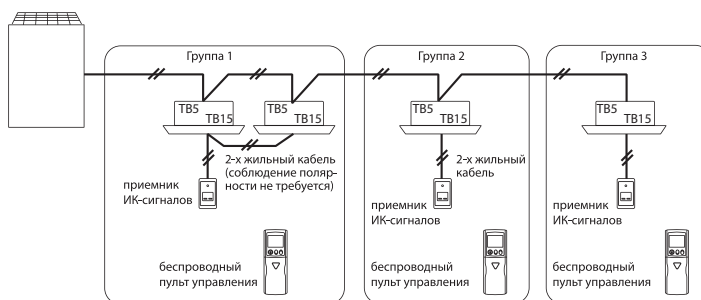 Группа 1
Группа 2
Группа 3
TB5
TB15
TB5
TB15
TB5
TB15
TB5
TB15
2-х жильный кабель
(соблюдение поляр-
ности не требуется)
2-х жильный
кабель
приемник
ИК-сигналов
приемник
ИК-сигналов
приемник
ИК-сигналов
беспроводный
пульт управления
беспроводный
пульт управления
беспроводный
пульт управления